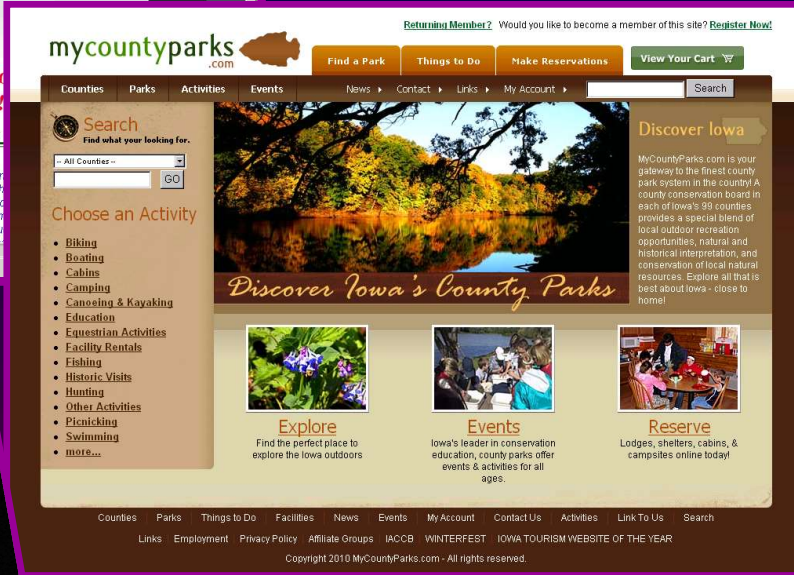 Returning Member? Would you like to become a member of this site? Register Now!
mycountyparks
.com
Find a Park Things to Do Make Reservations View Your Cart
Counties Parks Activities Events News Contact Links My Account Search
Search
Find what your looking for.
-- All Counties --
GO
Choose an Activity
Biking
Boating
Cabins
Camping
Canoeing & Kayaking
Education
Equestrian Activities
Facility Rentals
Fishing
Historic Visits
Hunting
Other Activities
Picnicking
Swimming
more...
Discover Iowa's County Parks
Discover Iowa
MyCountyParks.com is your
gateway to the finest county
park system in the country! A
county conservation board in
each of Iowa's 99 counties
provides a special blend of
local outdoor recreation
opportunities, natural and
historical interpretation, and
conservation of local natural
resources. Explore all that is
best about Iowa - close to
home!
Explore
Find the perfect place to
explore the Iowa outdoors
Events
Iowa's leader in conservation
education, county parks offer
events & activities for all
ages.
Reserve
Lodges, shelters, cabins, &
campsites online today!
Counties Parks Things to Do Facilities News Events My Account Contact Us Activities Link To Us Search
Links Employment Privacy Policy Affiliate Groups IACCB WINTERFEST IOWA TOURISM WEBSITE OF THE YEAR
Copyright 2010 MyCountyParks.com - All rights reserved.